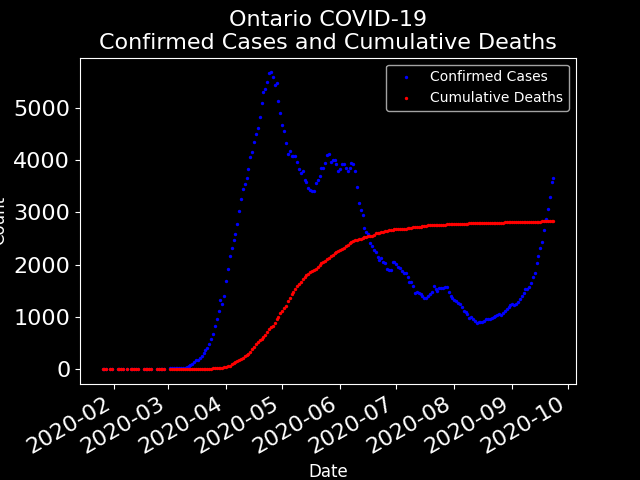 Ontario COVID-19
Confirmed Cases and Cumulative Deaths
Confirmed Cases
Cumulative Deaths
5000
4000
3000
2000
1000
0
Count
2020-02
2020-03
2020-04
2020-05
2020-06
2020-07
2020-08
2020-09
2020-10
Date